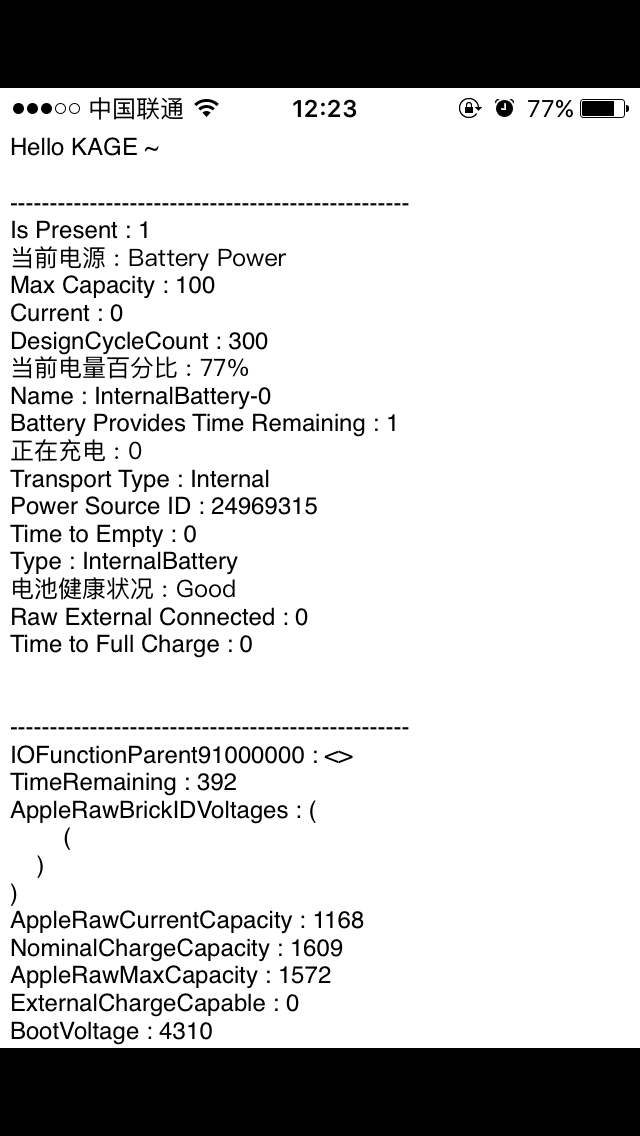 中国联通 12:23 77%
Hello KAGE ~
--------------------------------------------------
Is Present : 1
当前电源 : Battery Power
Max Capacity : 100
Current : 0
DesignCycleCount : 300
当前电量百分比 : 77%
Name : InternalBattery-0
Battery Provides Time Remaining : 1
正在充电 : 0
Transport Type : Internal
Power Source ID : 24969315
Time to Empty : 0
Type : InternalBattery
电池健康状况 : Good
Raw External Connected : 0
Time to Full Charge : 0
--------------------------------------------------
IOFunctionParent91000000 : <>
TimeRemaining : 392
AppleRawBrickIDVoltages : (
(
)
)
AppleRawCurrentCapacity : 1168
NominalChargeCapacity : 1609
AppleRawMaxCapacity : 1572
ExternalChargeCapable : 0
BootVoltage : 4310